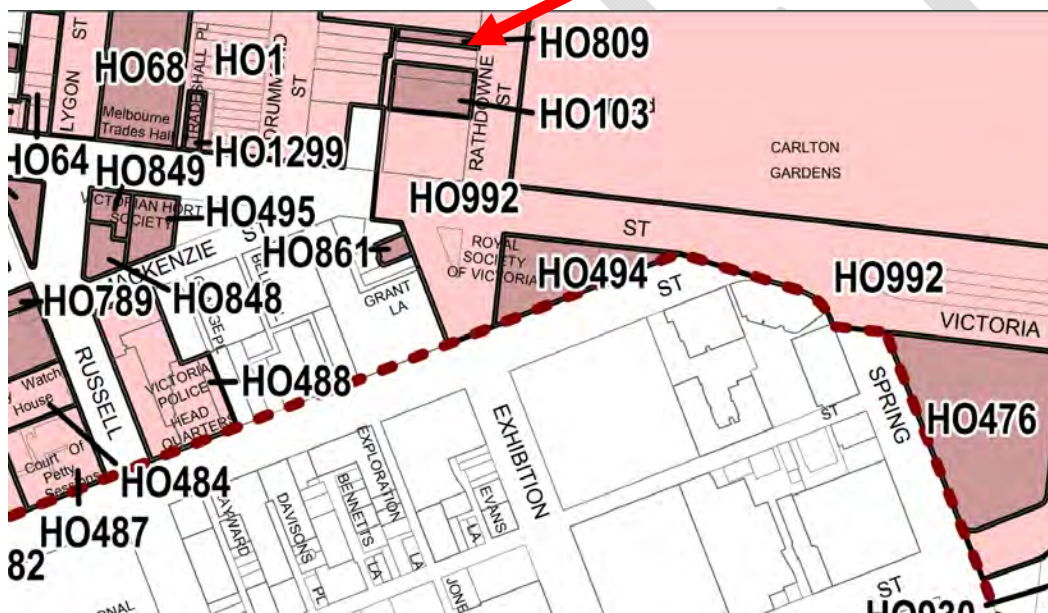 ST
LYGON
HO68
Melbourne
Trades Hall
TRADESHALL PL
HO1
DRUMMOND
ST
HO809
RATHDOWNE
ST
HO103
HO1299
CARLTON
GARDENS
HO64
HO849
VICTORIAN HORT
SOCIETY
HO495
HO992
MACKENZIE
ST
HO861
ROYAL
SOCIETY
OF VICTORIA
ST
HO494
ST
HO992
VICTORIA
HO789
HO848
GRANT
LA
RUSSELL
VICTORIA
POLICE
HEAD
QUARTERS
HO488
Watch
House
Court Of
Petty
Sessions
HO484
HO487
82
EXPLORATION
LA
BENNETTS
LA
DAVISONS
PL
EVANS
LA
EXHIBITION
ST
SPRING
HO476
ST